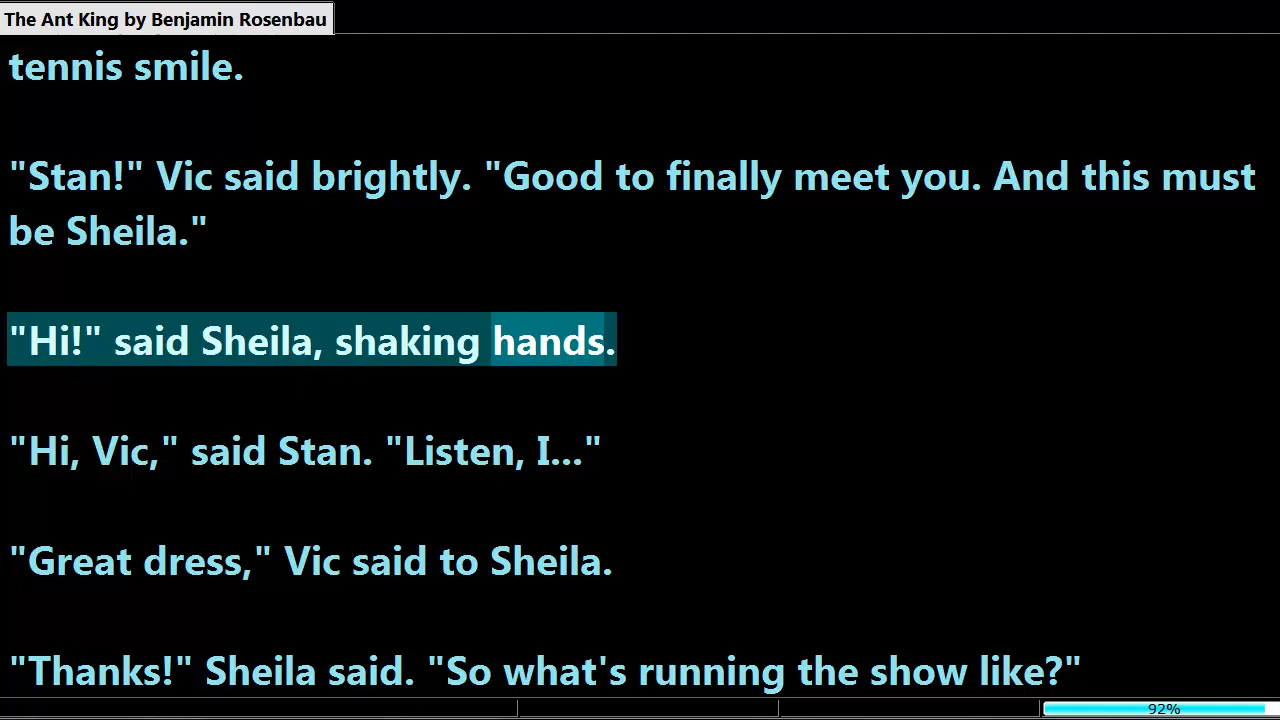 The Ant King by Benjamin Rosenbau
tennis smile.
"Stan!" Vic said brightly. "Good to finally meet you. And this must
be Sheila."
"Hi!" said Sheila, shaking hands.
"Hi, Vic," said Stan. "Listen, I..."
"Great dress," Vic said to Sheila.
"Thanks!" Sheila said. "So what's running the show like?"
92%